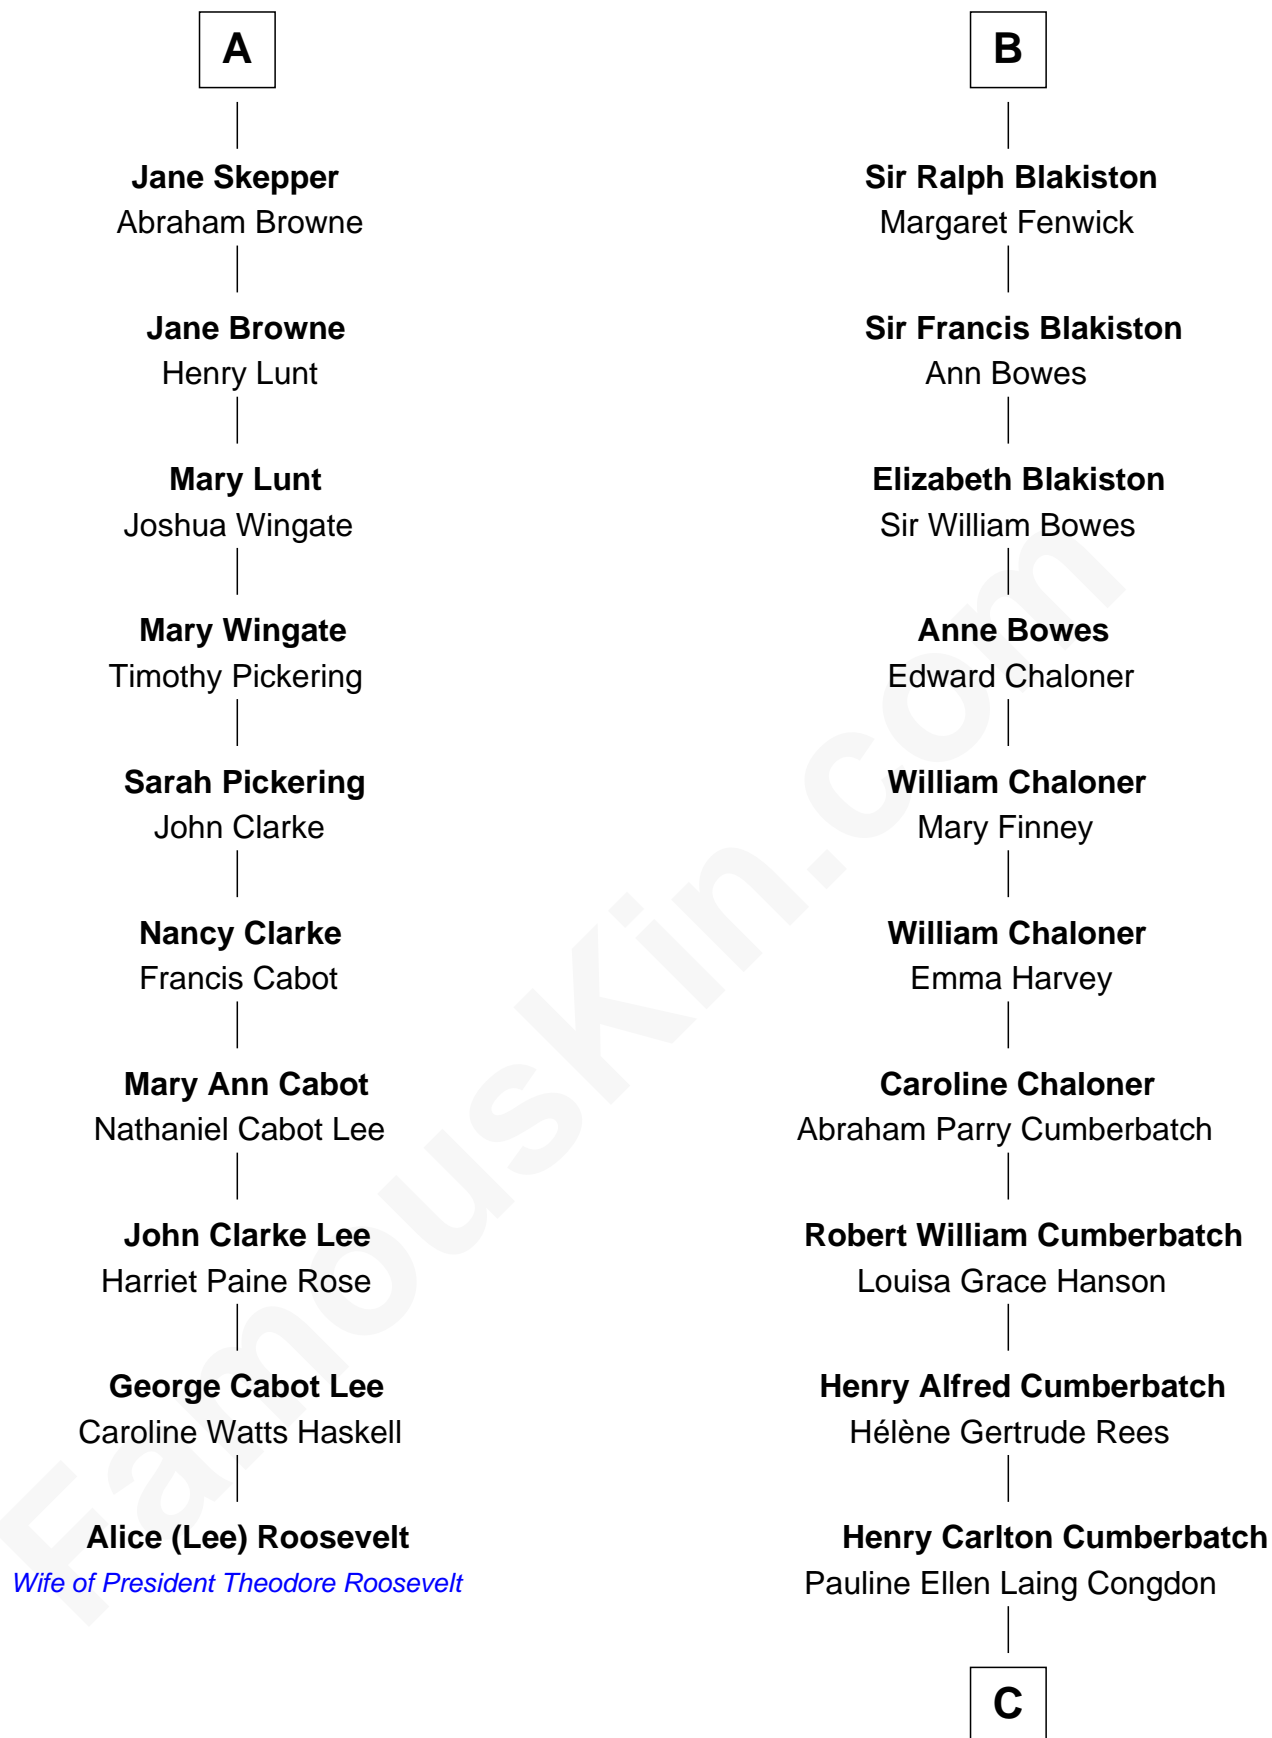 A
Jane Skepper
Abraham Browne
Jane Browne
Henry Lunt
Mary Lunt
Joshua Wingate
Mary Wingate
Timothy Pickering
Sarah Pickering
John Clarke
Nancy Clarke
Francis Cabot
Mary Ann Cabot
Nathaniel Cabot Lee
John Clarke Lee
Harriet Paine Rose
George Cabot Lee
Caroline Watts Haskell
Alice (Lee) Roosevelt
Wife of President Theodore Roosevelt
B
Sir Ralph Blakiston
Margaret Fenwick
Sir Francis Blakiston
Ann Bowes
Elizabeth Blakiston
Sir William Bowes
Anne Bowes
Edward Chaloner
William Chaloner
Mary Finney
William Chaloner
Emma Harvey
Caroline Chaloner
Abraham Parry Cumberbatch
Robert William Cumberbatch
Louisa Grace Hanson
Henry Alfred Cumberbatch
Hélène Gertrude Rees
Henry Carlton Cumberbatch
Pauline Ellen Laing Congdon
C
FamousKin.com